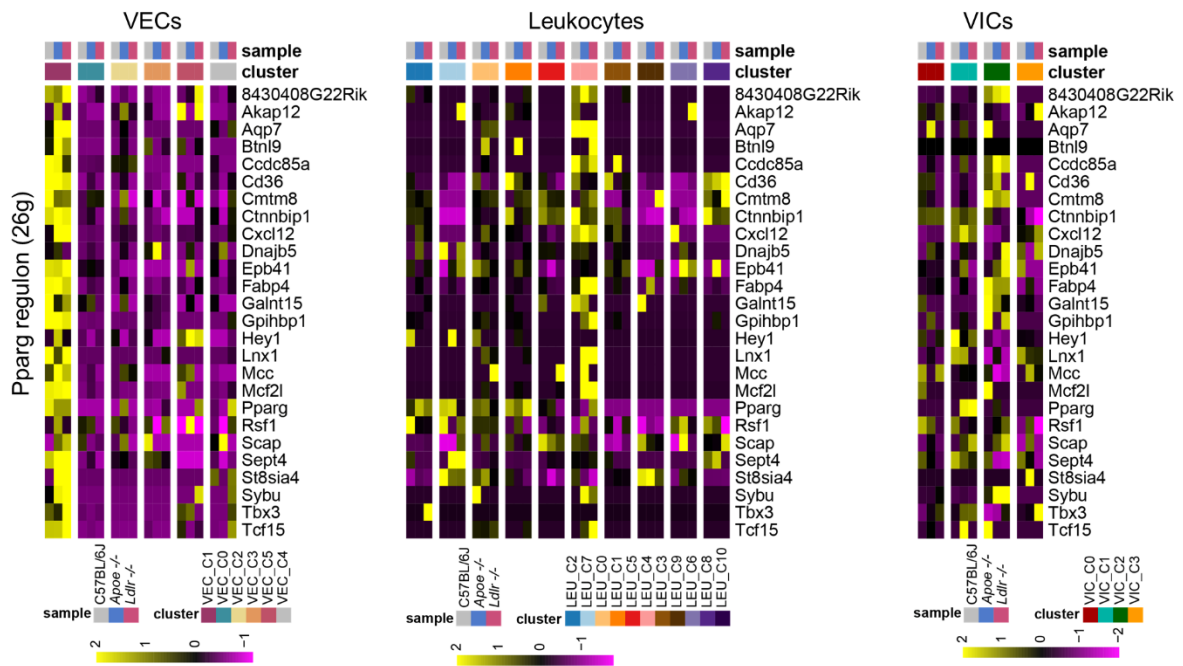 VECs
Leukocytes
VICs
sample
cluster
8430408G22Rik
Akap12
Aqp7
Btnl9
Ccdc85a
Cd36
Cmtm8
Ctnnbip1
Cxcl12
Dnajb5
Epb41
Fabp4
Galnt15
Gpihbp1
Hey1
Lnx1
Mcc
Mcf2l
Pparg
Rsf1
Scap
Sept4
St8sia4
Sybu
Tbx3
Tcf15
Pparg regulon (26g)
sample
C57BL/6J
Apoe -/-
Ldlr -/-
cluster
VEC_C1
VEC_C0
VEC_C2
VEC_C3
VEC_C5
VEC_C4
2
1
0
−1
sample
cluster
8430408G22Rik
Akap12
Aqp7
Btnl9
Ccdc85a
Cd36
Cmtm8
Ctnnbip1
Cxcl12
Dnajb5
Epb41
Fabp4
Galnt15
Gpihbp1
Hey1
Lnx1
Mcc
Mcf2l
Pparg
Rsf1
Scap
Sept4
St8sia4
Sybu
Tbx3
Tcf15
sample
C57BL/6J
Apoe -/-
Ldlr -/-
cluster
LEU_C2
LEU_C7
LEU_C0
LEU_C1
LEU_C5
LEU_C4
LEU_C3
LEU_C9
LEU_C6
LEU_C8
LEU_C10
2
1
0
−1
sample
cluster
8430408G22Rik
Akap12
Aqp7
Btnl9
Ccdc85a
Cd36
Cmtm8
Ctnnbip1
Cxcl12
Dnajb5
Epb41
Fabp4
Galnt15
Gpihbp1
Hey1
Lnx1
Mcc
Mcf2l
Pparg
Rsf1
Scap
Sept4
St8sia4
Sybu
Tbx3
Tcf15
sample
C57BL/6J
Apoe -/-
Ldlr -/-
cluster
VIC_C0
VIC_C1
VIC_C2
VIC_C3
2
1
0
−1
−2